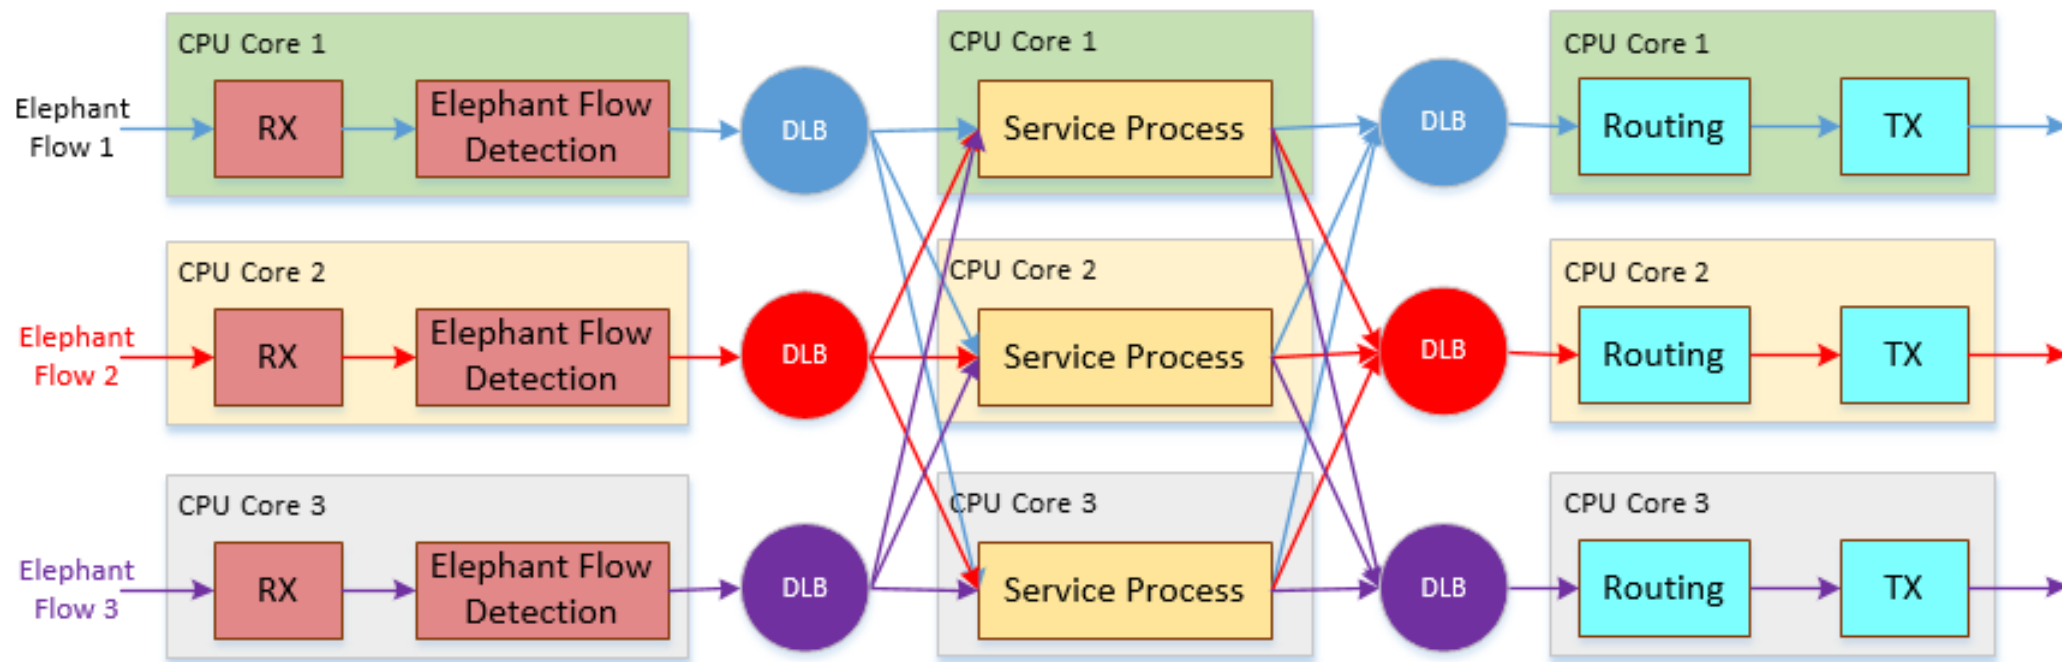 CPU Core 1
Elephant
Flow 1
RX
Elephant Flow
Detection
DLB
CPU Core 1
Service Process
DLB
CPU Core 1
Routing
TX
CPU Core 2
Elephant
Flow 2
RX
Elephant Flow
Detection
DLB
CPU Core 2
Service Process
DLB
CPU Core 2
Routing
TX
CPU Core 3
Elephant
Flow 3
RX
Elephant Flow
Detection
DLB
CPU Core 3
Service Process
DLB
CPU Core 3
Routing
TX